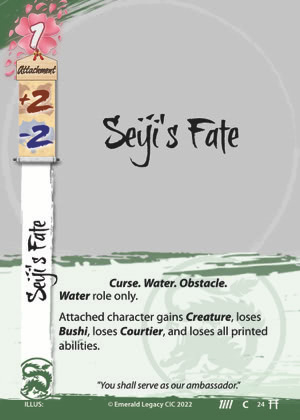 1
Attachment
+2
-2
Seiji's Fate
Seiji's Fate
Curse. Water. Obstacle.
Water role only.
Attached character gains Creature, loses
Bushi, loses Courtier, and loses all printed
abilities.
"You shall serve as our ambassador."
ILLUS: © Emerald Legacy CIC 2022 C 24